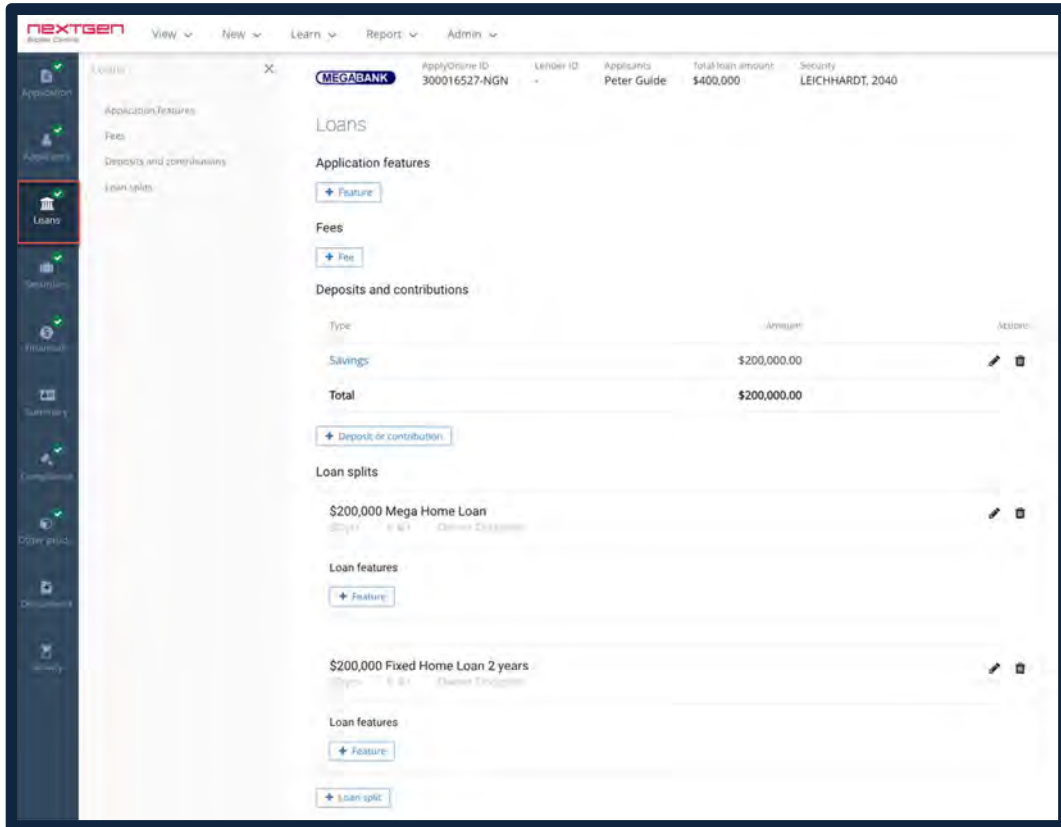 NEXTGEN
View New Learn Report Admin
Loans
Application features
Fees
Deposits and contributions
Loan splits
Application
Applicants
Loans
Securities
Financials
Summary
Compliance
Other prod...
Documents
MEGABANK
ApplyOnline ID Lender ID Applicants Total loan amount Security
300016527-NGN - Peter Guide $400,000 LEICHHARDT, 2040
Loans
Application features
+ Feature
Fees
+ Fee
Deposits and contributions
Type Amount Actions
Savings $200,000.00
Total $200,000.00
+ Deposit or contribution
Loan splits
$200,000 Mega Home Loan
Owner Occupied
Loan features
+ Feature
$200,000 Fixed Home Loan 2 years
Owner Occupied
Loan features
+ Feature
+ Loan split